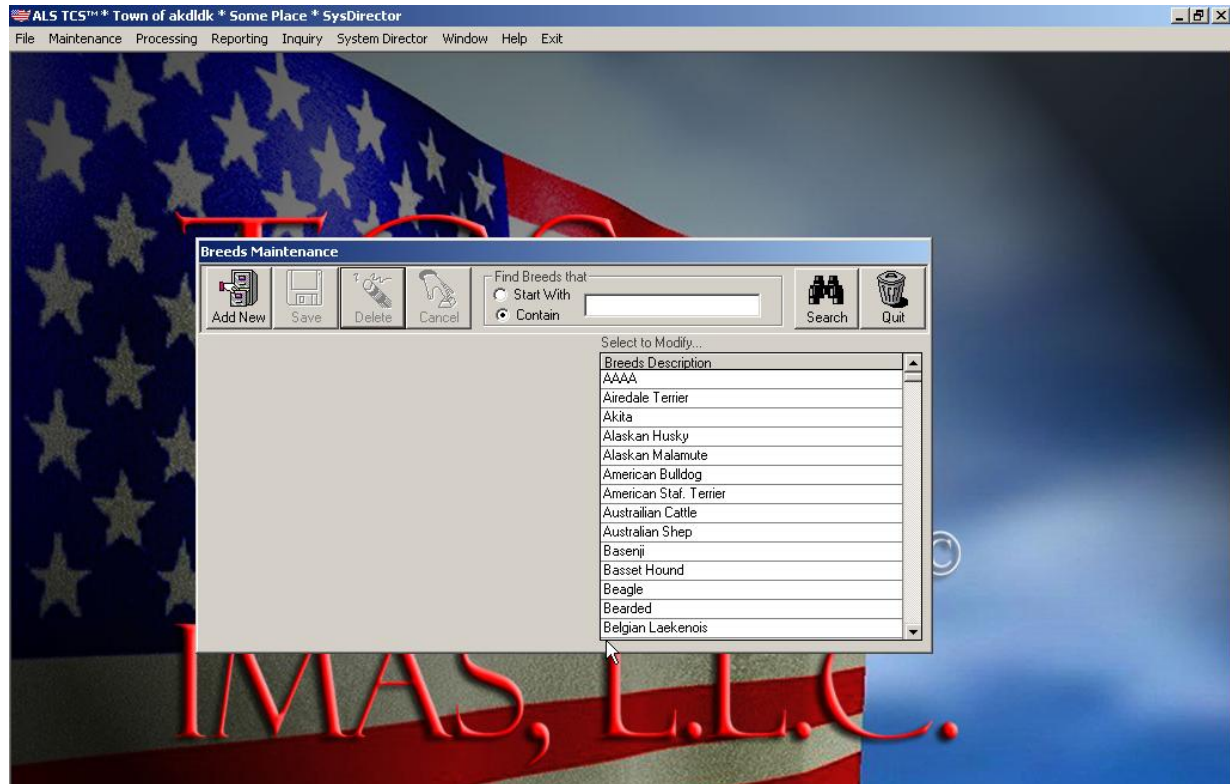 ALS TCS™ * Town of akdldk * Some Place * SysDirector
File Maintenance Processing Reporting Inquiry System Director Window Help Exit
TCS
Breeds Maintenance
Add New Save Delete Cancel
Find Breeds that
Start With
Contain
Search Quit
Select to Modify...
Breeds Description
AAAA
Airedale Terrier
Akita
Alaskan Husky
Alaskan Malamute
American Bulldog
American Staf. Terrier
Austrailian Cattle
Australian Shep
Basenji
Basset Hound
Beagle
Bearded
Belgian Laekenois
©
IMAS, L.L.C.